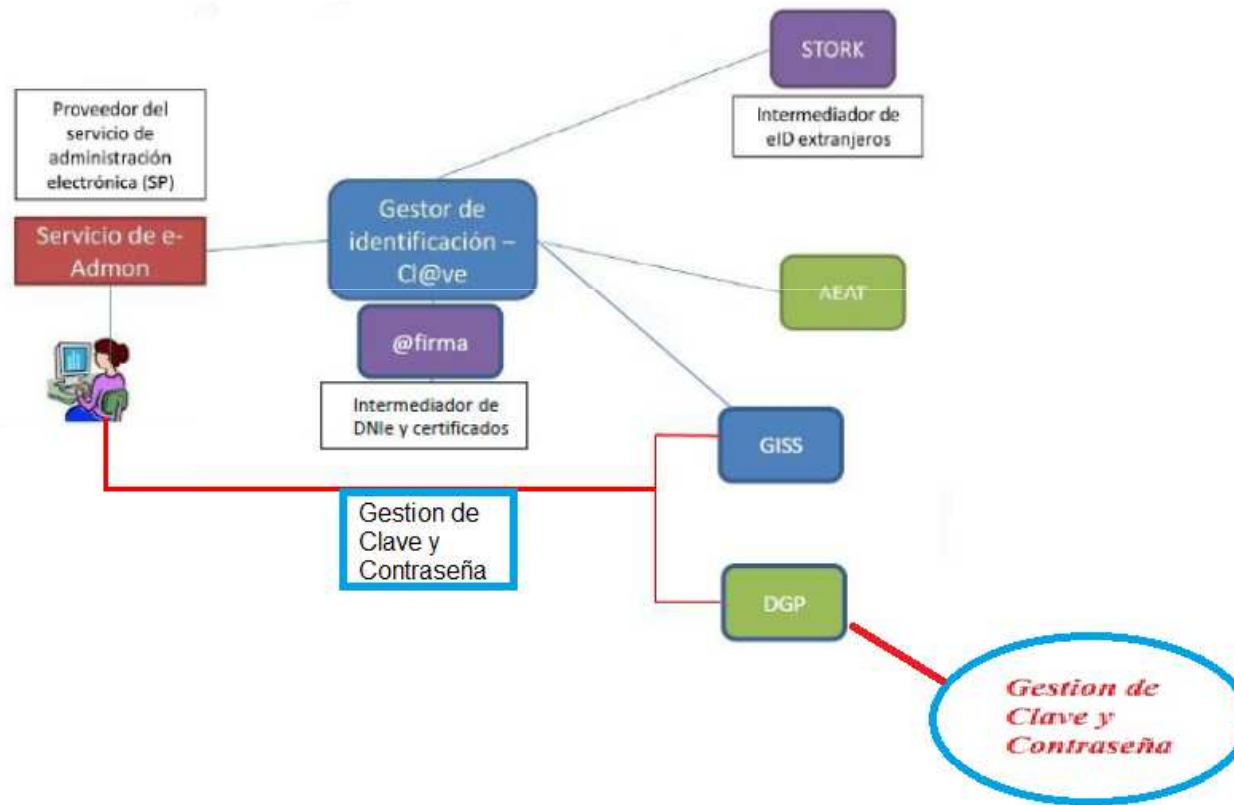 STORK
Intermediador de
eID extranjeros
Proveedor del
servicio de
administración
electrónica (SP)
Servicio de e-
Admon
Gestor de
identificación –
Cl@ve
@firma
Intermediador de
DNIe y certificados
AEAT
GISS
Gestion de
Clave y
Contraseña
DGP
Gestion de
Clave y
Contraseña